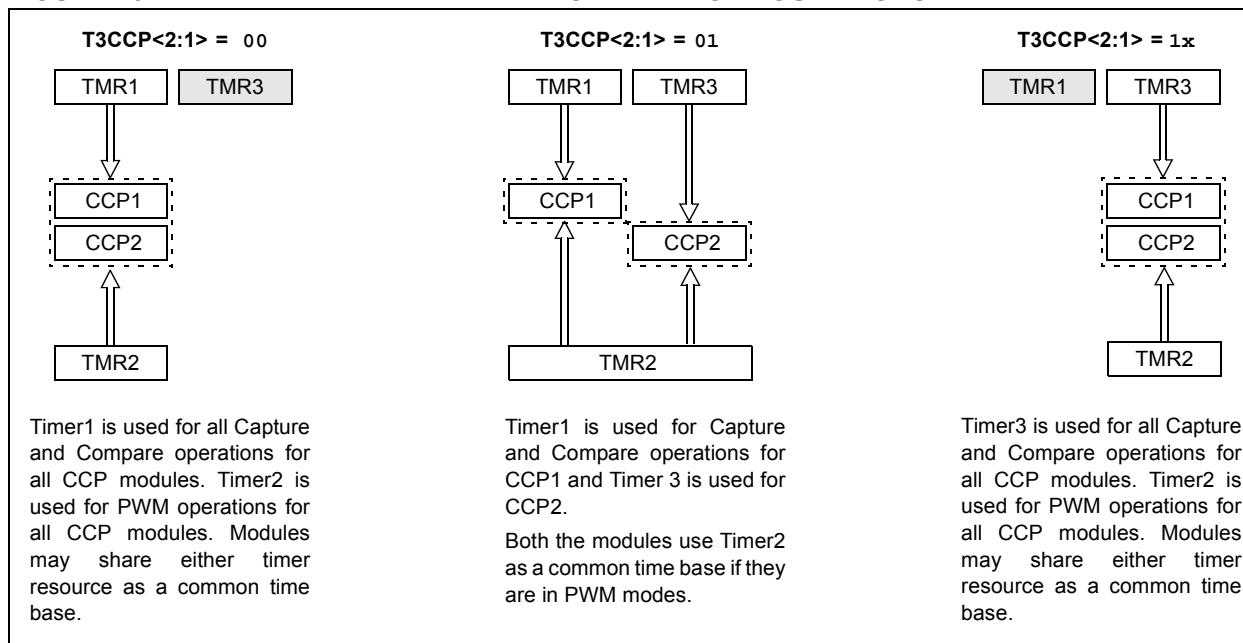 T3CCP<2:1> = 00
TMR1 TMR3
CCP1
CCP2
TMR2
Timer1 is used for all Capture
and Compare operations for
all CCP modules. Timer2 is
used for PWM operations for
all CCP modules. Modules
may share either timer
resource as a common time
base.
T3CCP<2:1> = 01
TMR1 TMR3
CCP1
CCP2
TMR2
Timer1 is used for Capture
and Compare operations for
CCP1 and Timer 3 is used for
CCP2.
Both the modules use Timer2
as a common time base if they
are in PWM modes.
T3CCP<2:1> = 1x
TMR1 TMR3
CCP1
CCP2
TMR2
Timer3 is used for all Capture
and Compare operations for
all CCP modules. Timer2 is
used for PWM operations for
all CCP modules. Modules
may share either timer
resource as a common time
base.